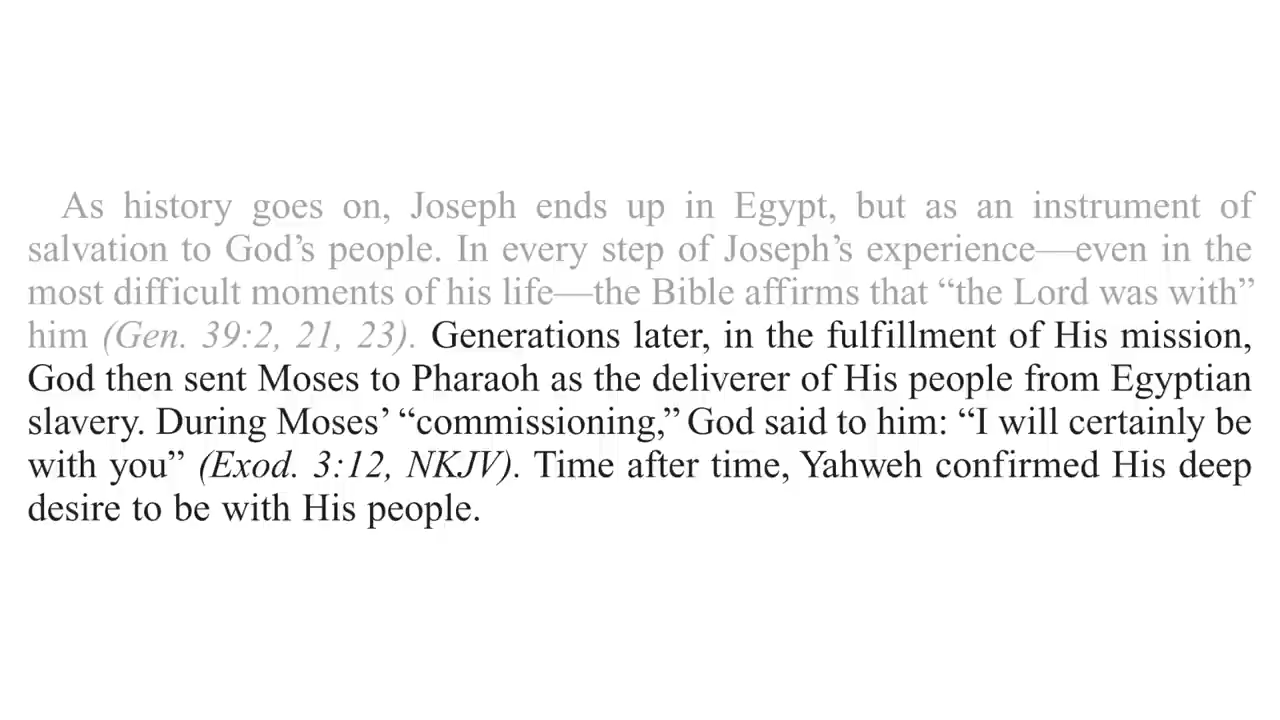 As history goes on, Joseph ends up in Egypt, but as an instrument of
salvation to God’s people. In every step of Joseph’s experience—even in the
most difficult moments of his life—the Bible affirms that “the Lord was with”
him (Gen. 39:2, 21, 23). Generations later, in the fulfillment of His mission,
God then sent Moses to Pharaoh as the deliverer of His people from Egyptian
slavery. During Moses’ “commissioning,” God said to him: “I will certainly be
with you” (Exod. 3:12, NKJV). Time after time, Yahweh confirmed His deep
desire to be with His people.